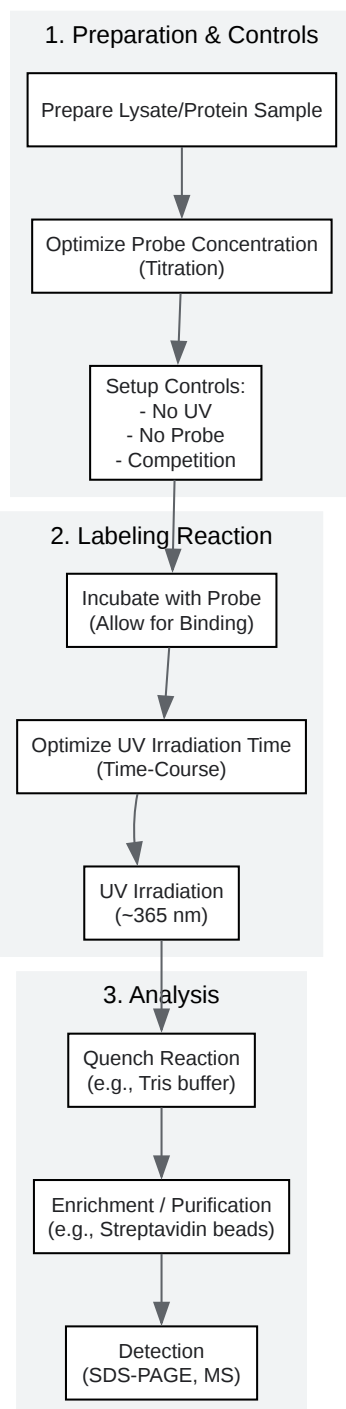 1. Preparation & Controls
Prepare Lysate/Protein Sample
Optimize Probe Concentration
(Titration)
Setup Controls:
- No UV
- No Probe
- Competition
2. Labeling Reaction
Incubate with Probe
(Allow for Binding)
Optimize UV Irradiation Time
(Time-Course)
UV Irradiation
(~365 nm)
3. Analysis
Quench Reaction
(e.g., Tris buffer)
Enrichment / Purification
(e.g., Streptavidin beads)
Detection
(SDS-PAGE, MS)